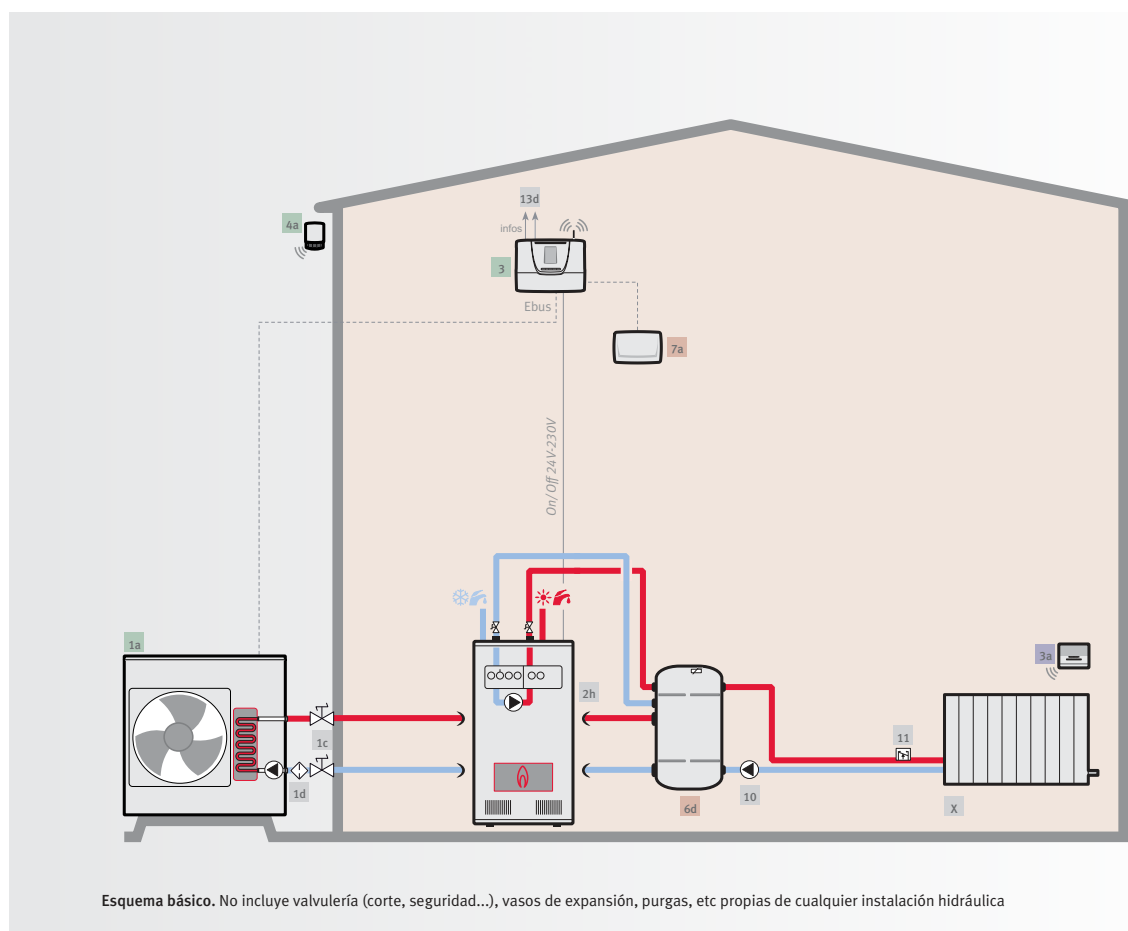 13d
4a
infos
3
Ebus
7a
On/Off 24V-230V
1a
3a
2h
1c
11
1d
10
6d
X
Esquema básico. No incluye valvulería (corte, seguridad...), vasos de expansión, purgas, etc propias de cualquier instalación hidráulica